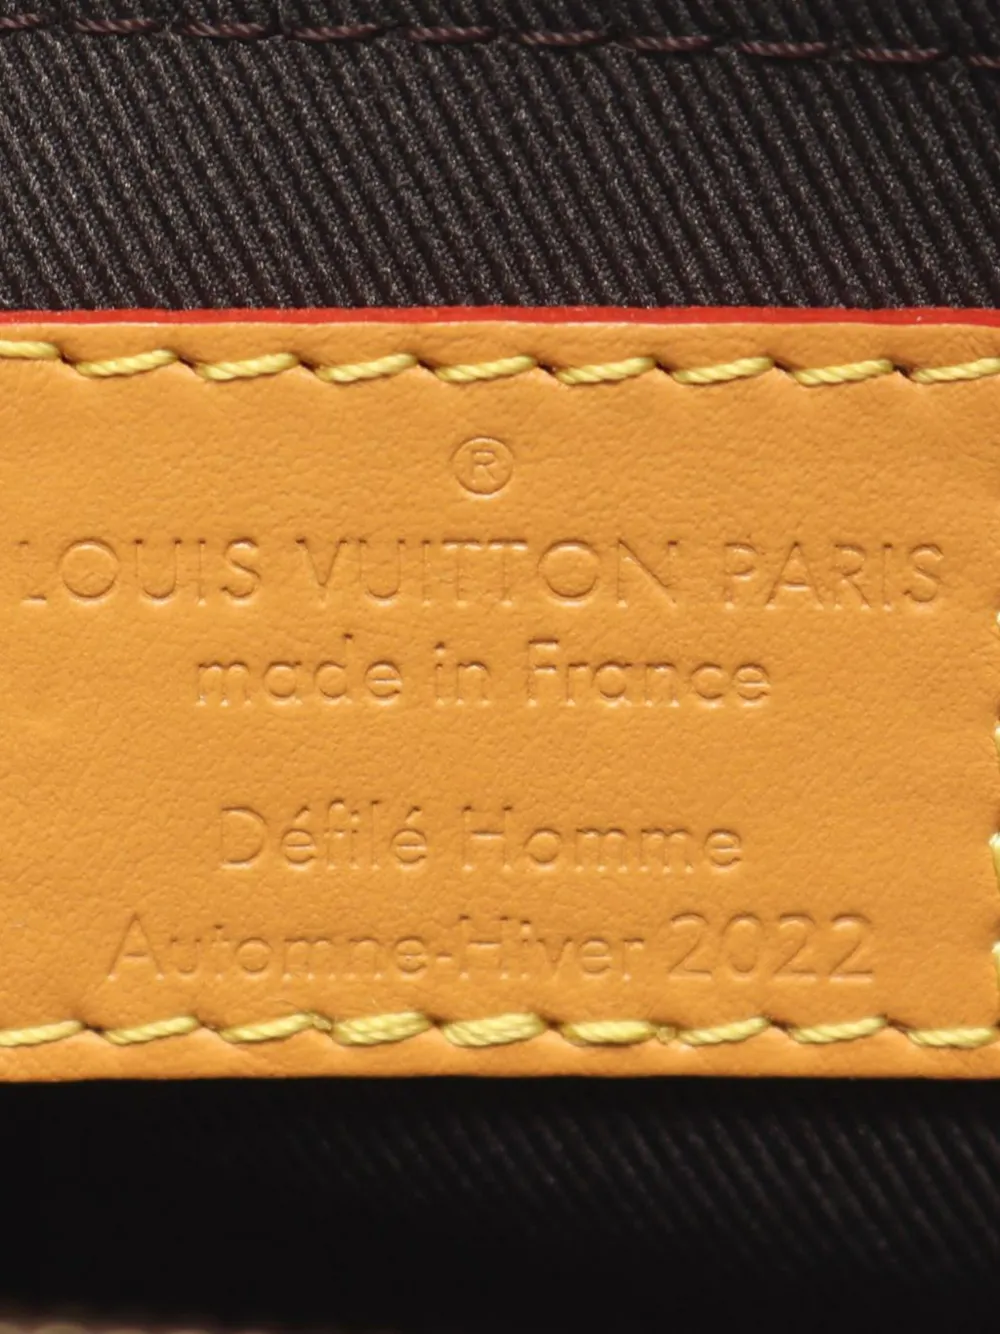 ®
LOUIS VUITTON PARIS
made in France
Défilé Homme
Automne-Hiver 2022